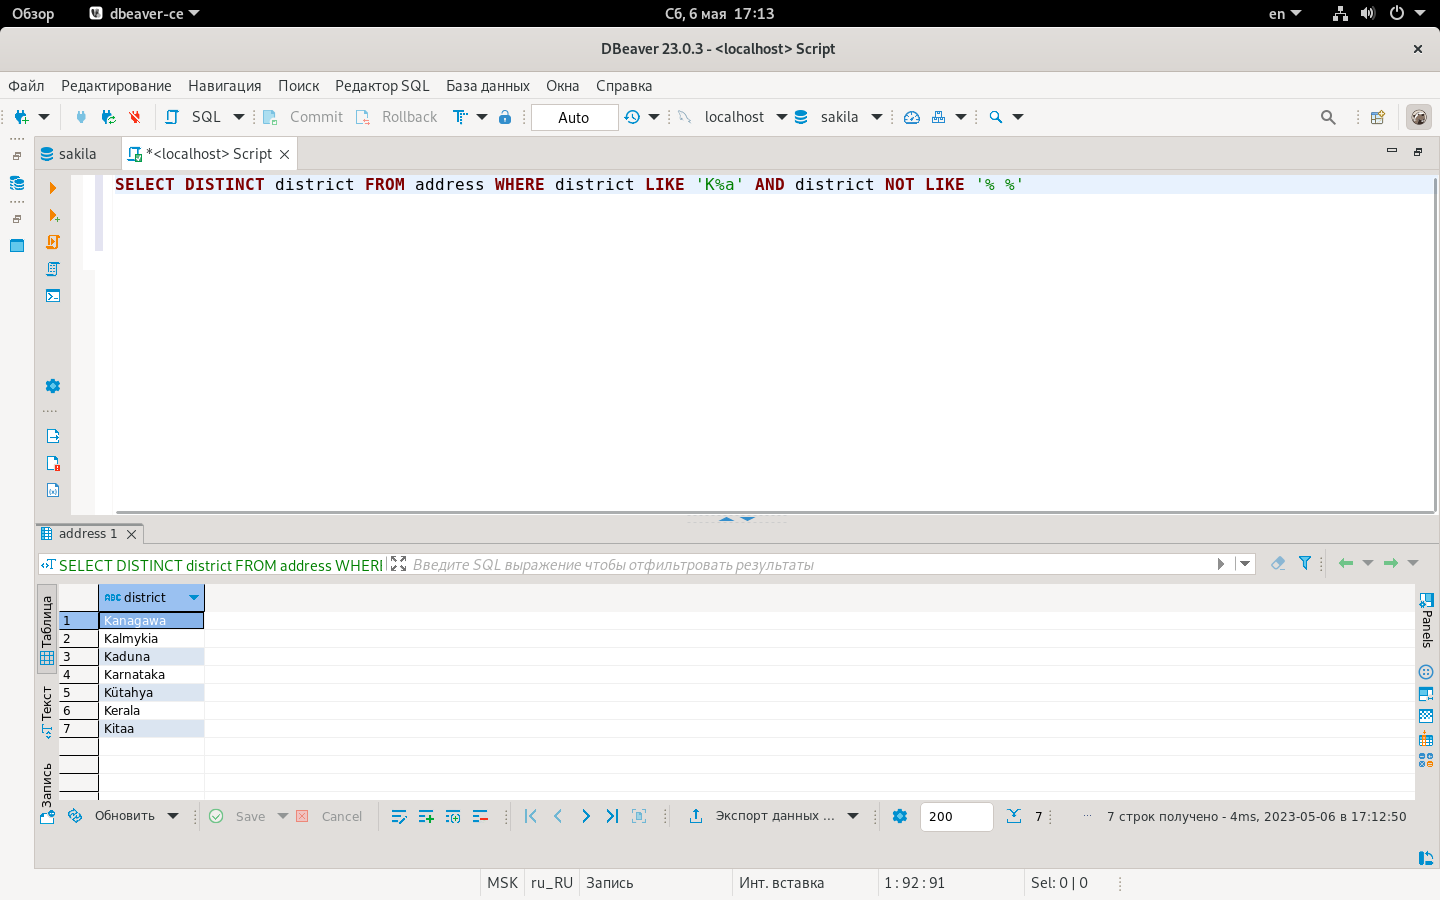 Обзор dbeaver-ce Сб, 6 мая 17:13 en
DBeaver 23.0.3 - <localhost> Script
Файл Редактирование Навигация Поиск Редактор SQL База данных Окна Справка
SQL Commit Rollback Auto localhost sakila
sakila *<localhost> Script
SELECT DISTINCT district FROM address WHERE district LIKE 'K%a' AND district NOT LIKE '% %'
address 1
SELECT DISTINCT district FROM address WHERE Введите SQL выражение чтобы отфильтровать результаты
Таблица
Текст
Запись
ABC district
1 Kanagawa
2 Kalmykia
3 Kaduna
4 Karnataka
5 Kütahya
6 Kerala
7 Kitaa
Panels
Обновить Save Cancel Экспорт данных ... 200 7 ... 7 строк получено - 4ms, 2023-05-06 в 17:12:50
MSK ru_RU Запись Инт. вставка 1 : 92 : 91 Sel: 0 | 0